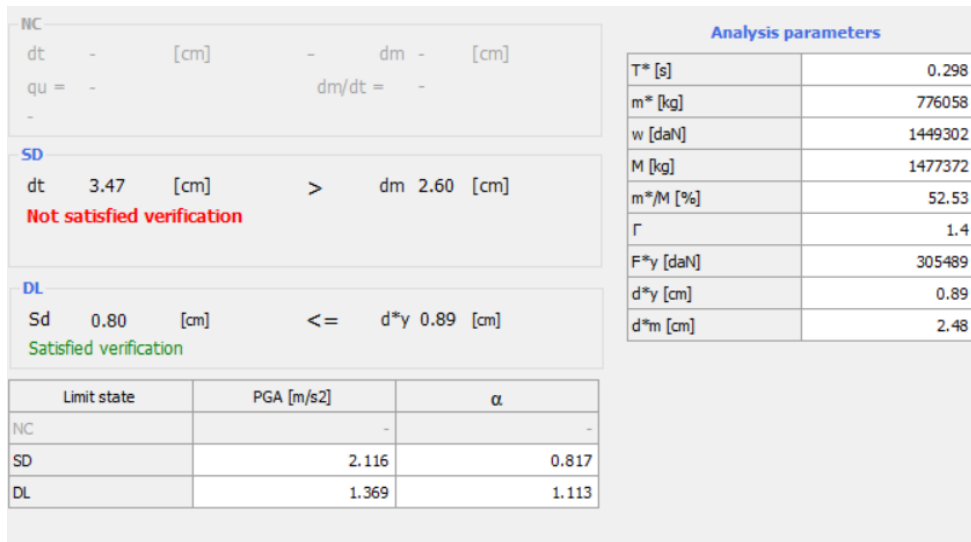 NC
dt - [cm] - dm - [cm]
qu = - dm/dt = -
-
SD
dt 3.47 [cm] > dm 2.60 [cm]
Not satisfied verification
DL
Sd 0.80 [cm] <= d*y 0.89 [cm]
Satisfied verification
Limit state PGA [m/s2] α
NC - -
SD 2.116 0.817
DL 1.369 1.113
Analysis parameters
T* [s] 0.298
m* [kg] 776058
w [daN] 1449302
M [kg] 1477372
m*/M [%] 52.53
Γ 1.4
F*y [daN] 305489
d*y [cm] 0.89
d*m [cm] 2.48